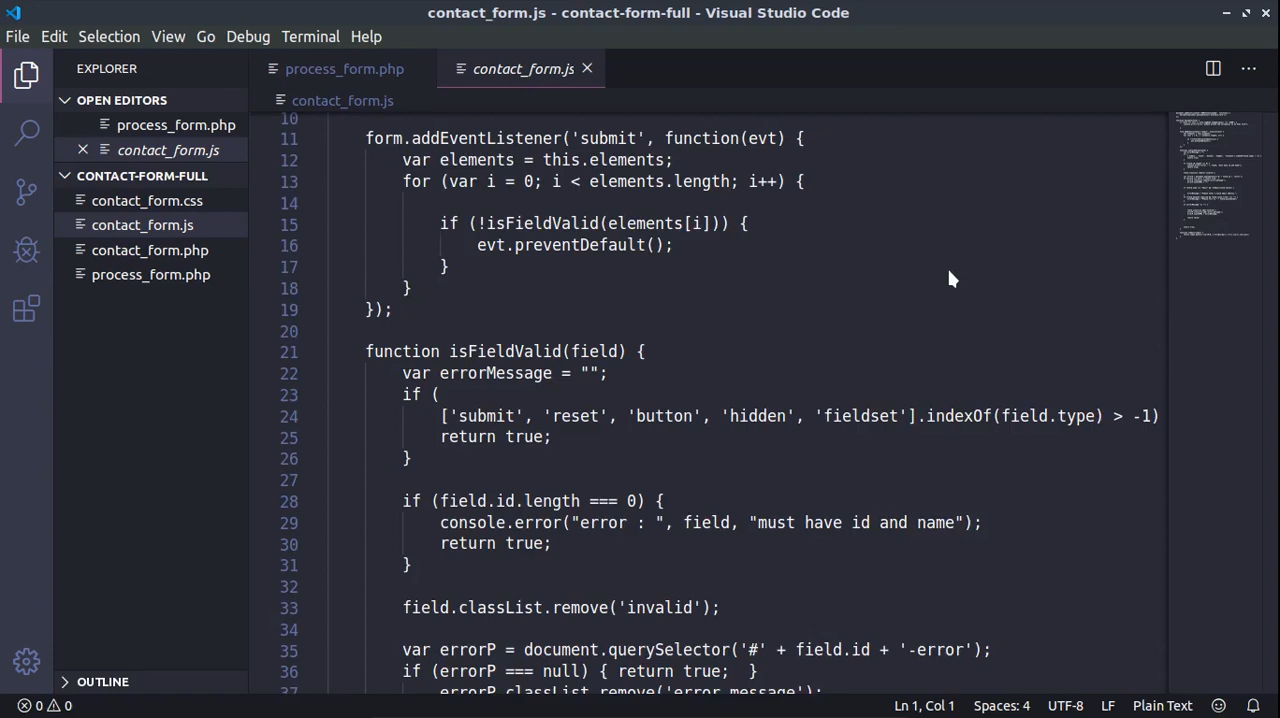 contact_form.js - contact-form-full - Visual Studio Code
File Edit Selection View Go Debug Terminal Help
EXPLORER
OPEN EDITORS
process_form.php
contact_form.js
CONTACT-FORM-FULL
contact_form.css
contact_form.js
contact_form.php
process_form.php
OUTLINE
process_form.php contact_form.js
contact_form.js
10
11 form.addEventListener('submit', function(evt) {
12 var elements = this.elements;
13 for (var i = 0; i < elements.length; i++) {
14
15 if (!isFieldValid(elements[i])) {
16 evt.preventDefault();
17 }
18 }
19 });
20
21 function isFieldValid(field) {
22 var errorMessage = "";
23 if (
24 ['submit', 'reset', 'button', 'hidden', 'fieldset'].indexOf(field.type) > -1)
25 return true;
26 }
27
28 if (field.id.length === 0) {
29 console.error("error : ", field, "must have id and name");
30 return true;
31 }
32
33 field.classList.remove('invalid');
34
35 var errorP = document.querySelector('#' + field.id + '-error');
36 if (errorP === null) { return true; }
37 errorP.classList.remove('error_message');
0 0 Ln 1, Col 1 Spaces: 4 UTF-8 LF Plain Text